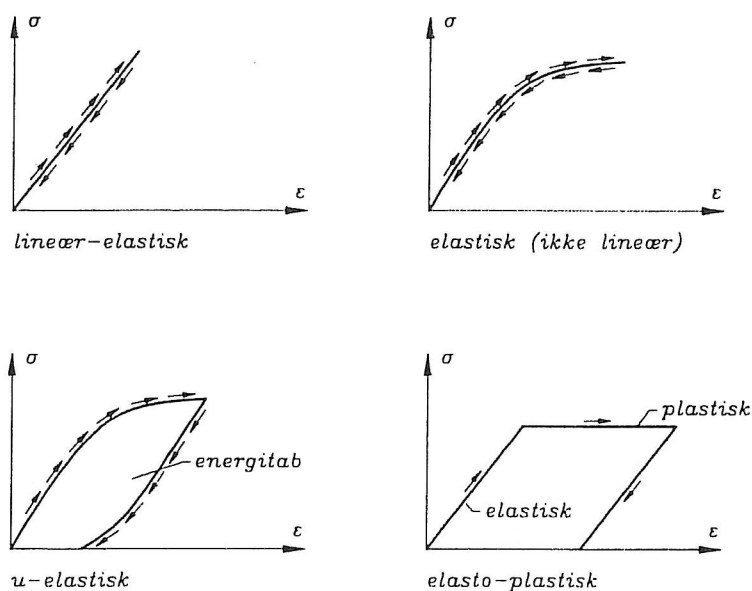 σ
ε
lineær-elastisk
σ
ε
elastisk (ikke lineær)
σ
energitab
ε
u-elastisk
σ
plastisk
elastisk
ε
elasto-plastisk